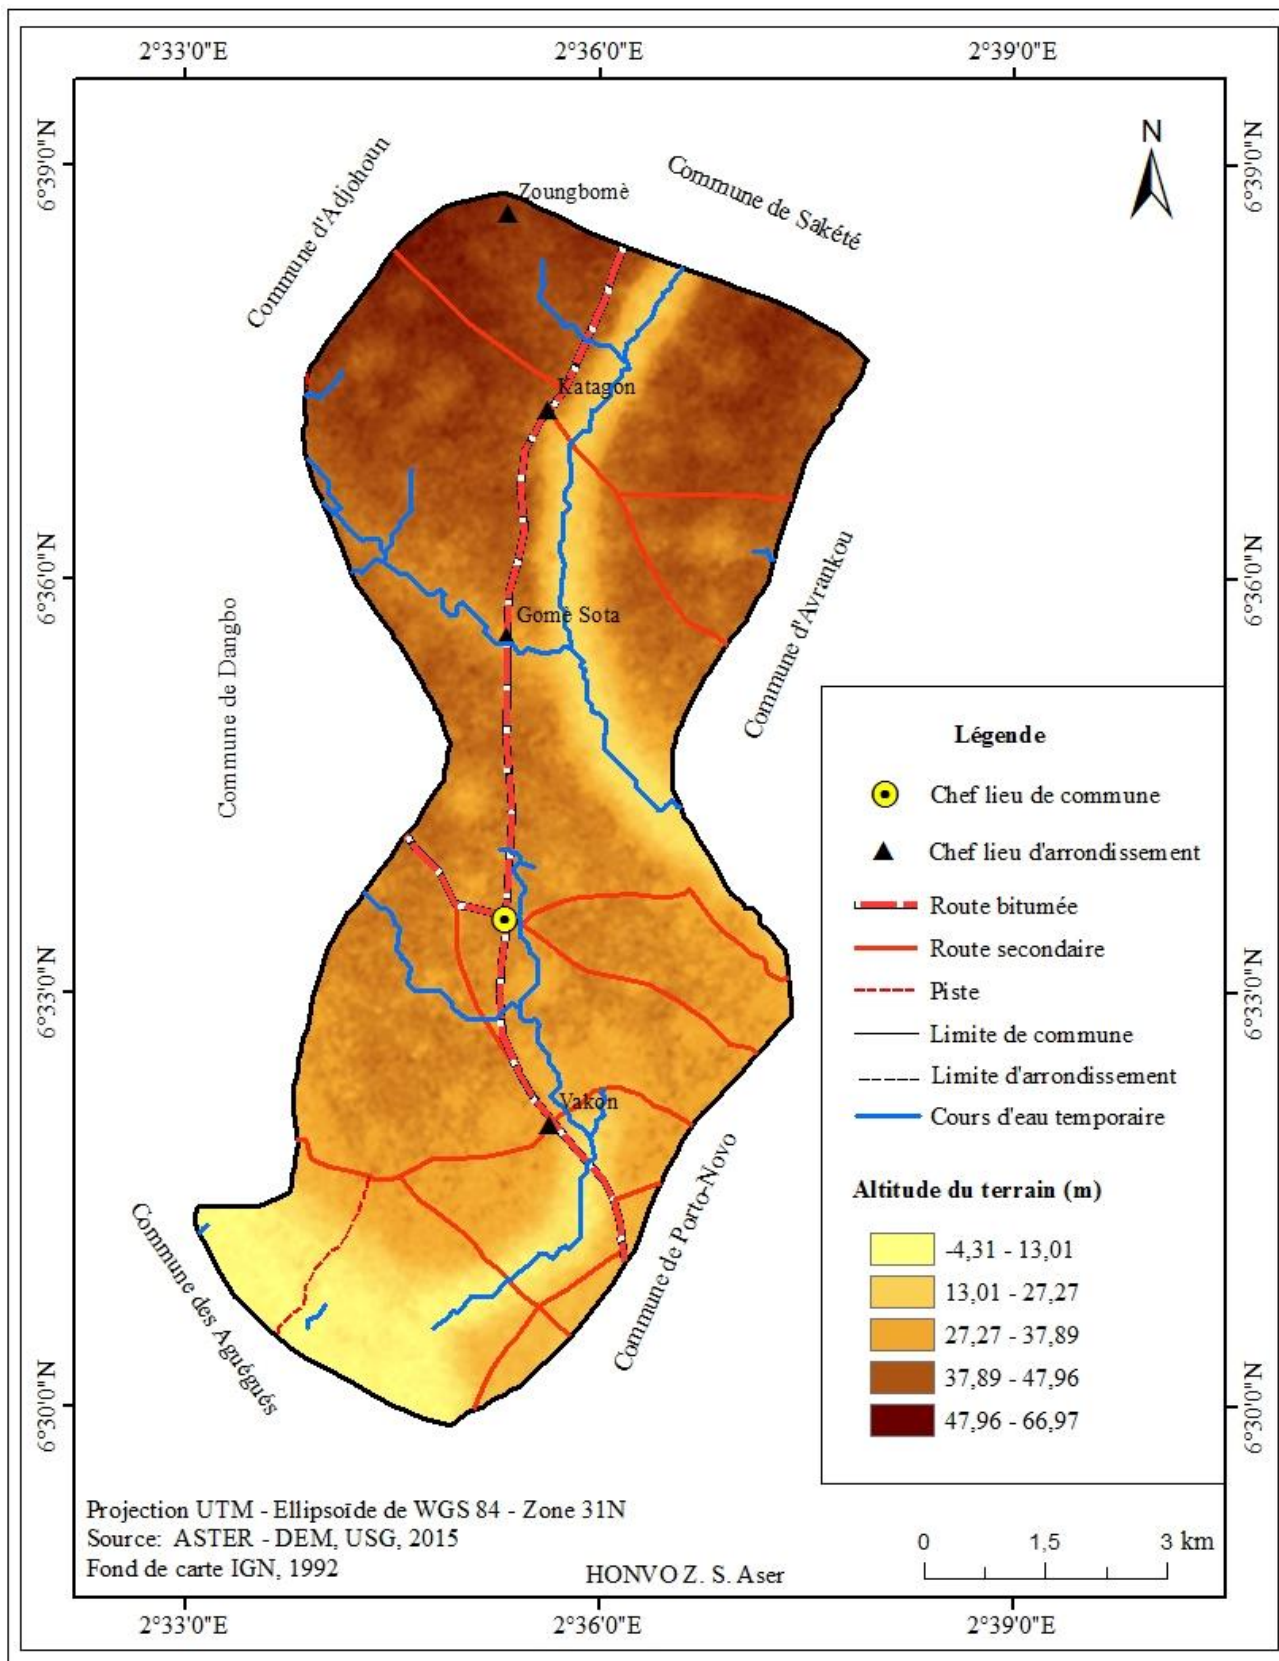 2°33'0"E
2°36'0"E
2°39'0"E
6°39'0"N
6°39'0"N
N
Commune d'Adjohoun
Zoungbomè
Commune de Sakété
Katagon
6°36'0"N
6°36'0"N
Gomè Sota
Commune de Dangbo
Commune d'Avrankou
Légende
Chef lieu de commune
Chef lieu d'arrondissement
Route bitumée
Route secondaire
Piste
Limite de commune
Limite d'arrondissement
Cours d'eau temporaire
6°33'0"N
6°33'0"N
Vakon
Commune de Porto-Novo
Commune des Aguégués
Altitude du terrain (m)
-4,31 - 13,01
13,01 - 27,27
27,27 - 37,89
37,89 - 47,96
47,96 - 66,97
6°30'0"N
6°30'0"N
Projection UTM - Ellipsoïde de WGS 84 - Zone 31N
Source: ASTER - DEM, USG, 2015
Fond de carte IGN, 1992
HONVO Z. S. Aser
0 1,5 3 km
2°33'0"E
2°36'0"E
2°39'0"E